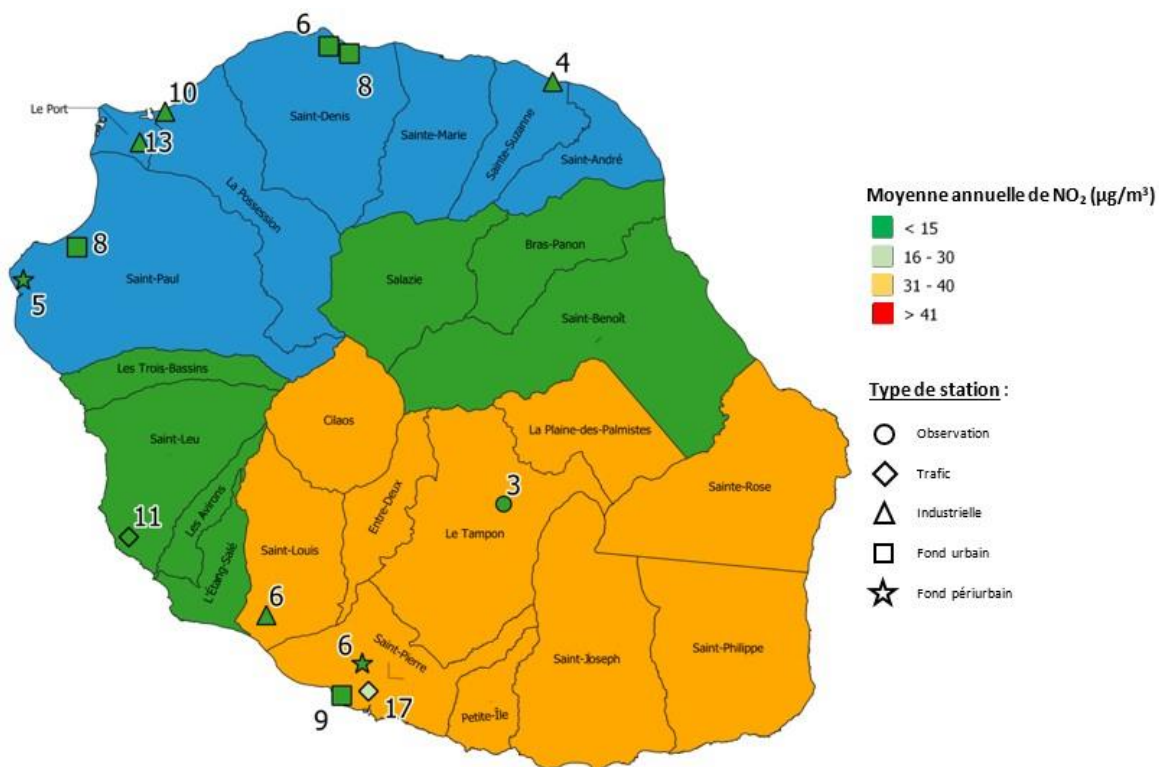 6
8
4
10
Le Port
13
Saint-Denis
Sainte-Marie
Sainte-Suzanne
Saint-André
La Possession
8
Saint-Paul
5
Bras-Panon
Salazie
Saint-Benoît
Les Trois-Bassins
Cilaos
La Plaine-des-Palmistes
Saint-Leu
Sainte-Rose
3
Entre-Deux
Le Tampon
11
Les Avirons
Saint-Louis
L'Étang-Salé
6
Saint-Pierre
6
Saint-Joseph
Saint-Philippe
9
17
Petite-Île
Moyenne annuelle de NO₂ (µg/m³)
< 15
16 - 30
31 - 40
> 41
Type de station :
Observation
Trafic
Industrielle
Fond urbain
Fond périurbain